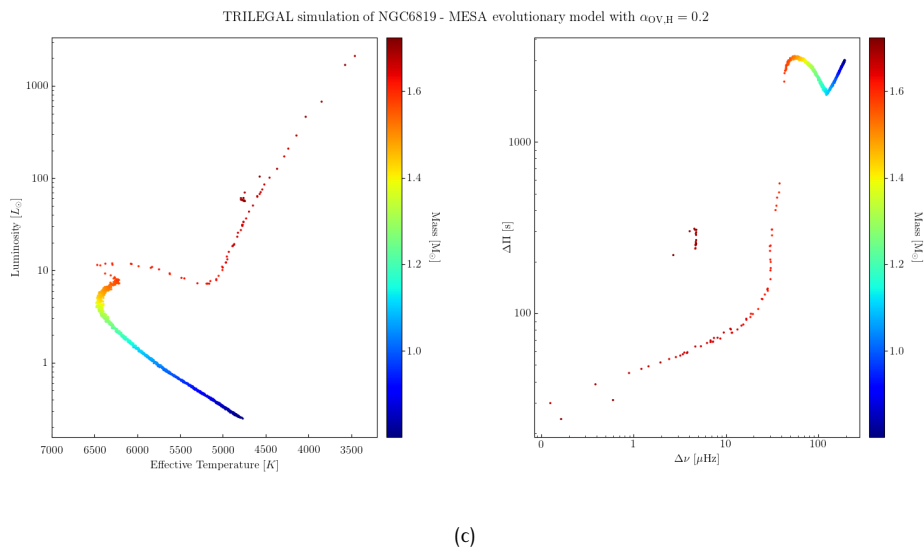 TRILEGAL simulation of NGC6819 - MESA evolutionary model with α_OV,H = 0.2
1000
100
10
1
7000 6500 6000 5500 5000 4500 4000 3500
Luminosity [L⊙]
Effective Temperature [K]
1.6
1.4
1.2
1.0
Mass [M⊙]
1000
100
0 1 10 100
ΔΠ [s]
Δν [μHz]
1.6
1.4
1.2
1.0
Mass [M⊙]
(c)